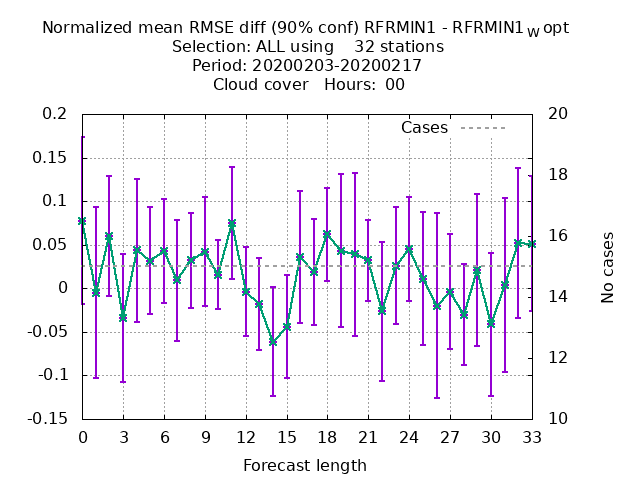 Normalized mean RMSE diff (90% conf) RFRMIN1 - RFRMIN1Wopt
Selection: ALL using    32 stations
Period: 20200203-20200217
Cloud cover   Hours:  00
Cases
0.2
0.15
0.1
0.05
0
-0.05
-0.1
-0.15
20
18
16
14
12
10
No cases
0 3 6 9 12 15 18 21 24 27 30 33
Forecast length